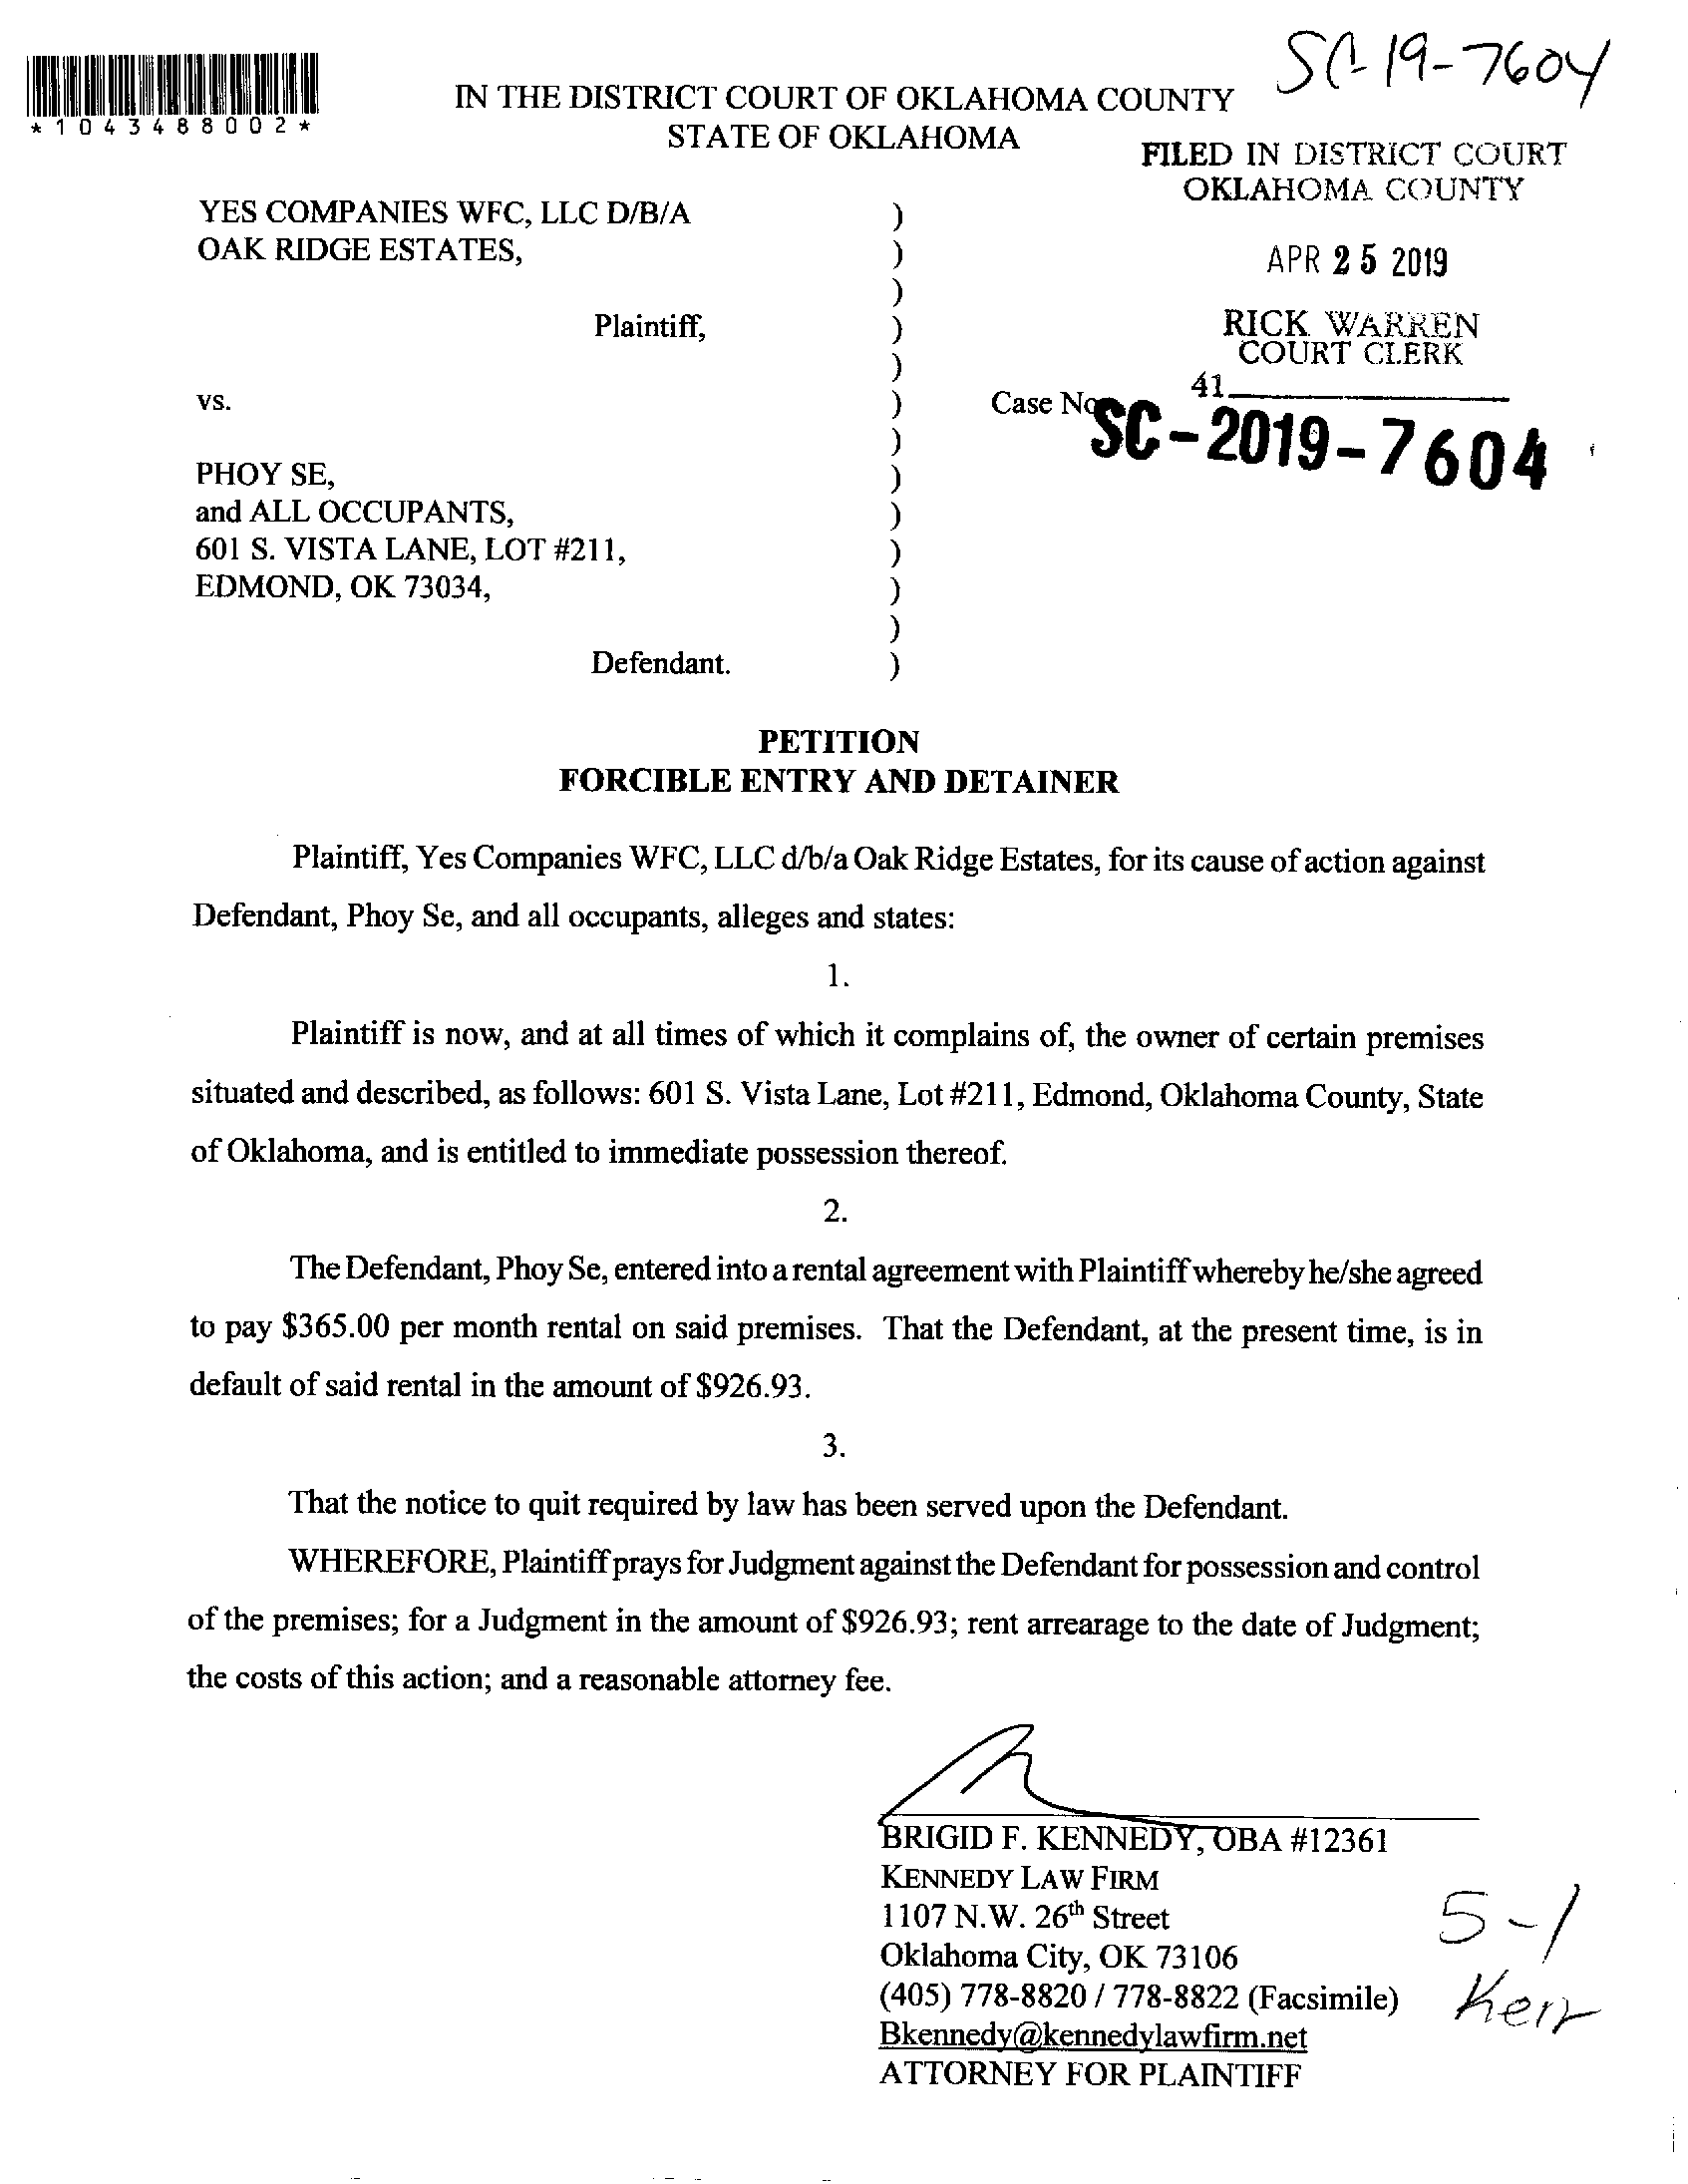 SC-19-7604
*1043488002*
IN THE DISTRICT COURT OF OKLAHOMA COUNTY
STATE OF OKLAHOMA
FILED IN DISTRICT COURT
OKLAHOMA COUNTY
APR 25 2019
RICK WARREN
COURT CLERK
41
YES COMPANIES WFC, LLC D/B/A )
OAK RIDGE ESTATES, )
)
Plaintiff, )
)
vs. ) Case No. SC-2019-7604
)
PHOY SE, )
and ALL OCCUPANTS, )
601 S. VISTA LANE, LOT #211, )
EDMOND, OK 73034, )
)
Defendant. )
PETITION
FORCIBLE ENTRY AND DETAINER
Plaintiff, Yes Companies WFC, LLC d/b/a Oak Ridge Estates, for its cause of action against
Defendant, Phoy Se, and all occupants, alleges and states:
1.
Plaintiff is now, and at all times of which it complains of, the owner of certain premises
situated and described, as follows: 601 S. Vista Lane, Lot #211, Edmond, Oklahoma County, State
of Oklahoma, and is entitled to immediate possession thereof.
2.
The Defendant, Phoy Se, entered into a rental agreement with Plaintiff whereby he/she agreed
to pay $365.00 per month rental on said premises. That the Defendant, at the present time, is in
default of said rental in the amount of $926.93.
3.
That the notice to quit required by law has been served upon the Defendant.
WHEREFORE, Plaintiff prays for Judgment against the Defendant for possession and control
of the premises; for a Judgment in the amount of $926.93; rent arrearage to the date of Judgment;
the costs of this action; and a reasonable attorney fee.
BRIGID F. KENNEDY, OBA #12361
KENNEDY LAW FIRM
1107 N.W. 26th Street
Oklahoma City, OK 73106
(405) 778-8820 / 778-8822 (Facsimile)
Bkennedy@kennedylawfirm.net
ATTORNEY FOR PLAINTIFF
5-1
Kerr